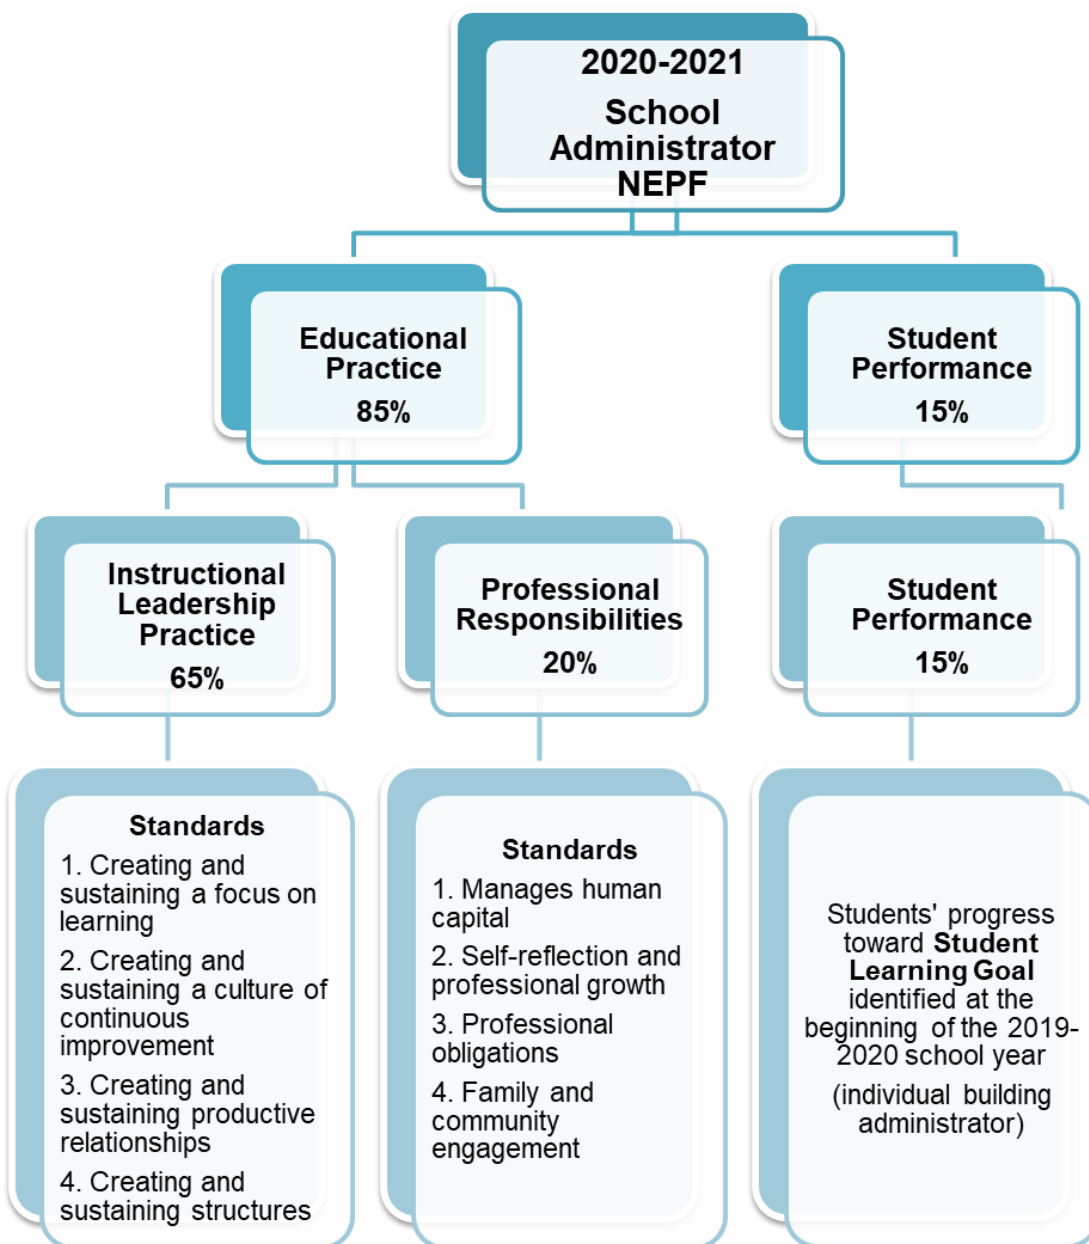 2020-2021
School
Administrator
NEPF
Educational
Practice
85%
Student
Performance
15%
Instructional
Leadership
Practice
65%
Professional
Responsibilities
20%
Student
Performance
15%
Standards
1. Creating and
sustaining a focus on
learning
2. Creating and
sustaining a culture of
continuous
improvement
3. Creating and
sustaining productive
relationships
4. Creating and
sustaining structures
Standards
1. Manages human
capital
2. Self-reflection and
professional growth
3. Professional
obligations
4. Family and
community
engagement
Students' progress
toward Student
Learning Goal
identified at the
beginning of the 2019-
2020 school year
(individual building
administrator)